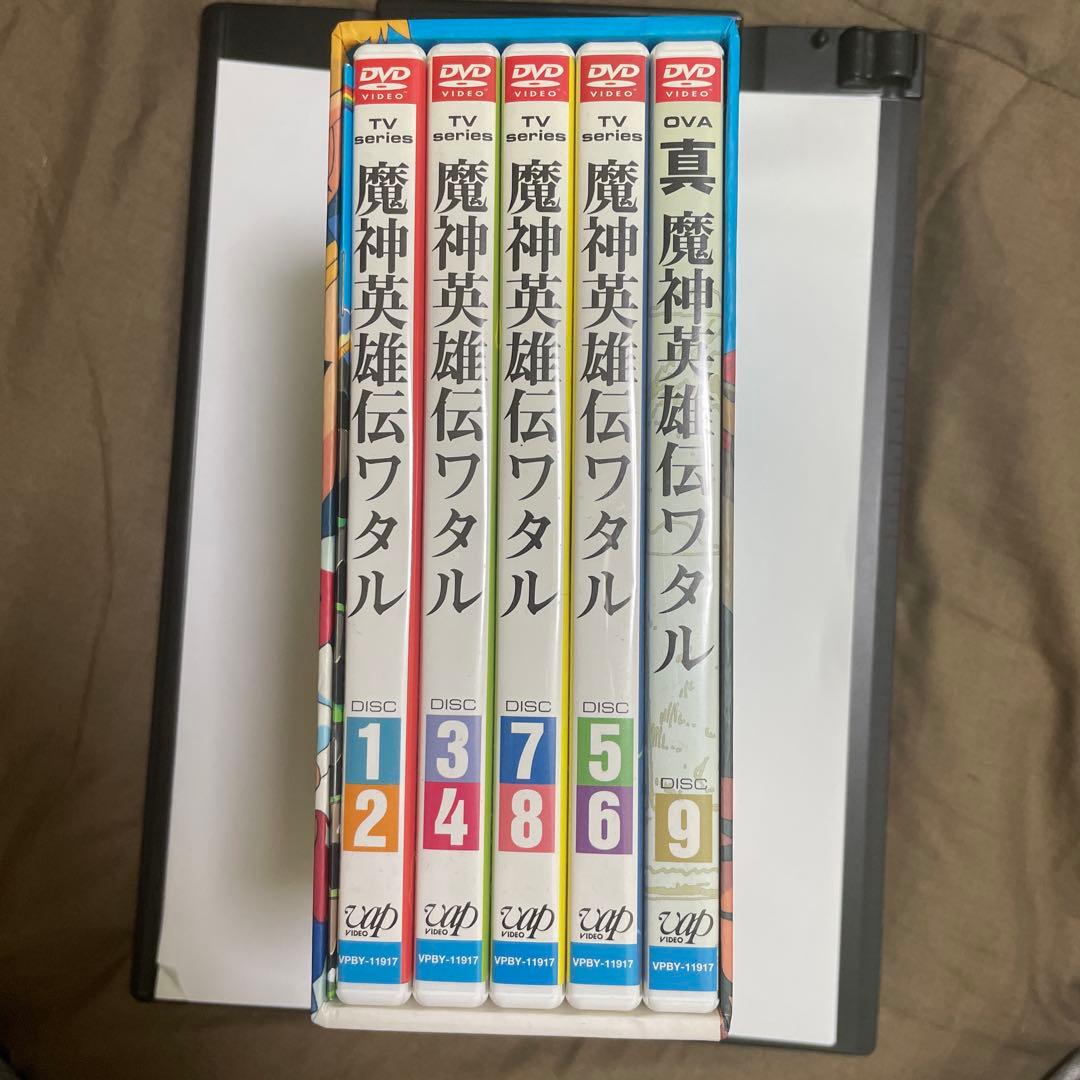 DVD
VIDEO
TV
series
魔神英雄伝ワタル
DISC
1
2
vap
VIDEO
VPBY-11917
DVD
VIDEO
TV
series
魔神英雄伝ワタル
DISC
3
4
vap
VIDEO
VPBY-11917
DVD
VIDEO
TV
series
魔神英雄伝ワタル
DISC
7
8
vap
VIDEO
VPBY-11917
DVD
VIDEO
TV
series
魔神英雄伝ワタル
DISC
5
6
vap
VIDEO
VPBY-11917
DVD
VIDEO
OVA
真 魔神英雄伝ワタル
DISC
9
vap
VIDEO
VPBY-11917